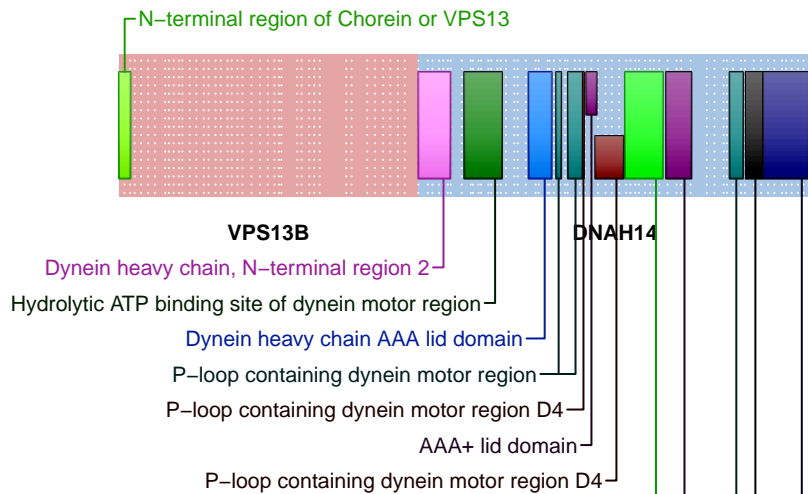 N−terminal region of Chorein or VPS13
VPS13B
DNAH14
Dynein heavy chain, N−terminal region 2
Hydrolytic ATP binding site of dynein motor region
Dynein heavy chain AAA lid domain
P−loop containing dynein motor region
P−loop containing dynein motor region D4
AAA+ lid domain
P−loop containing dynein motor region D4